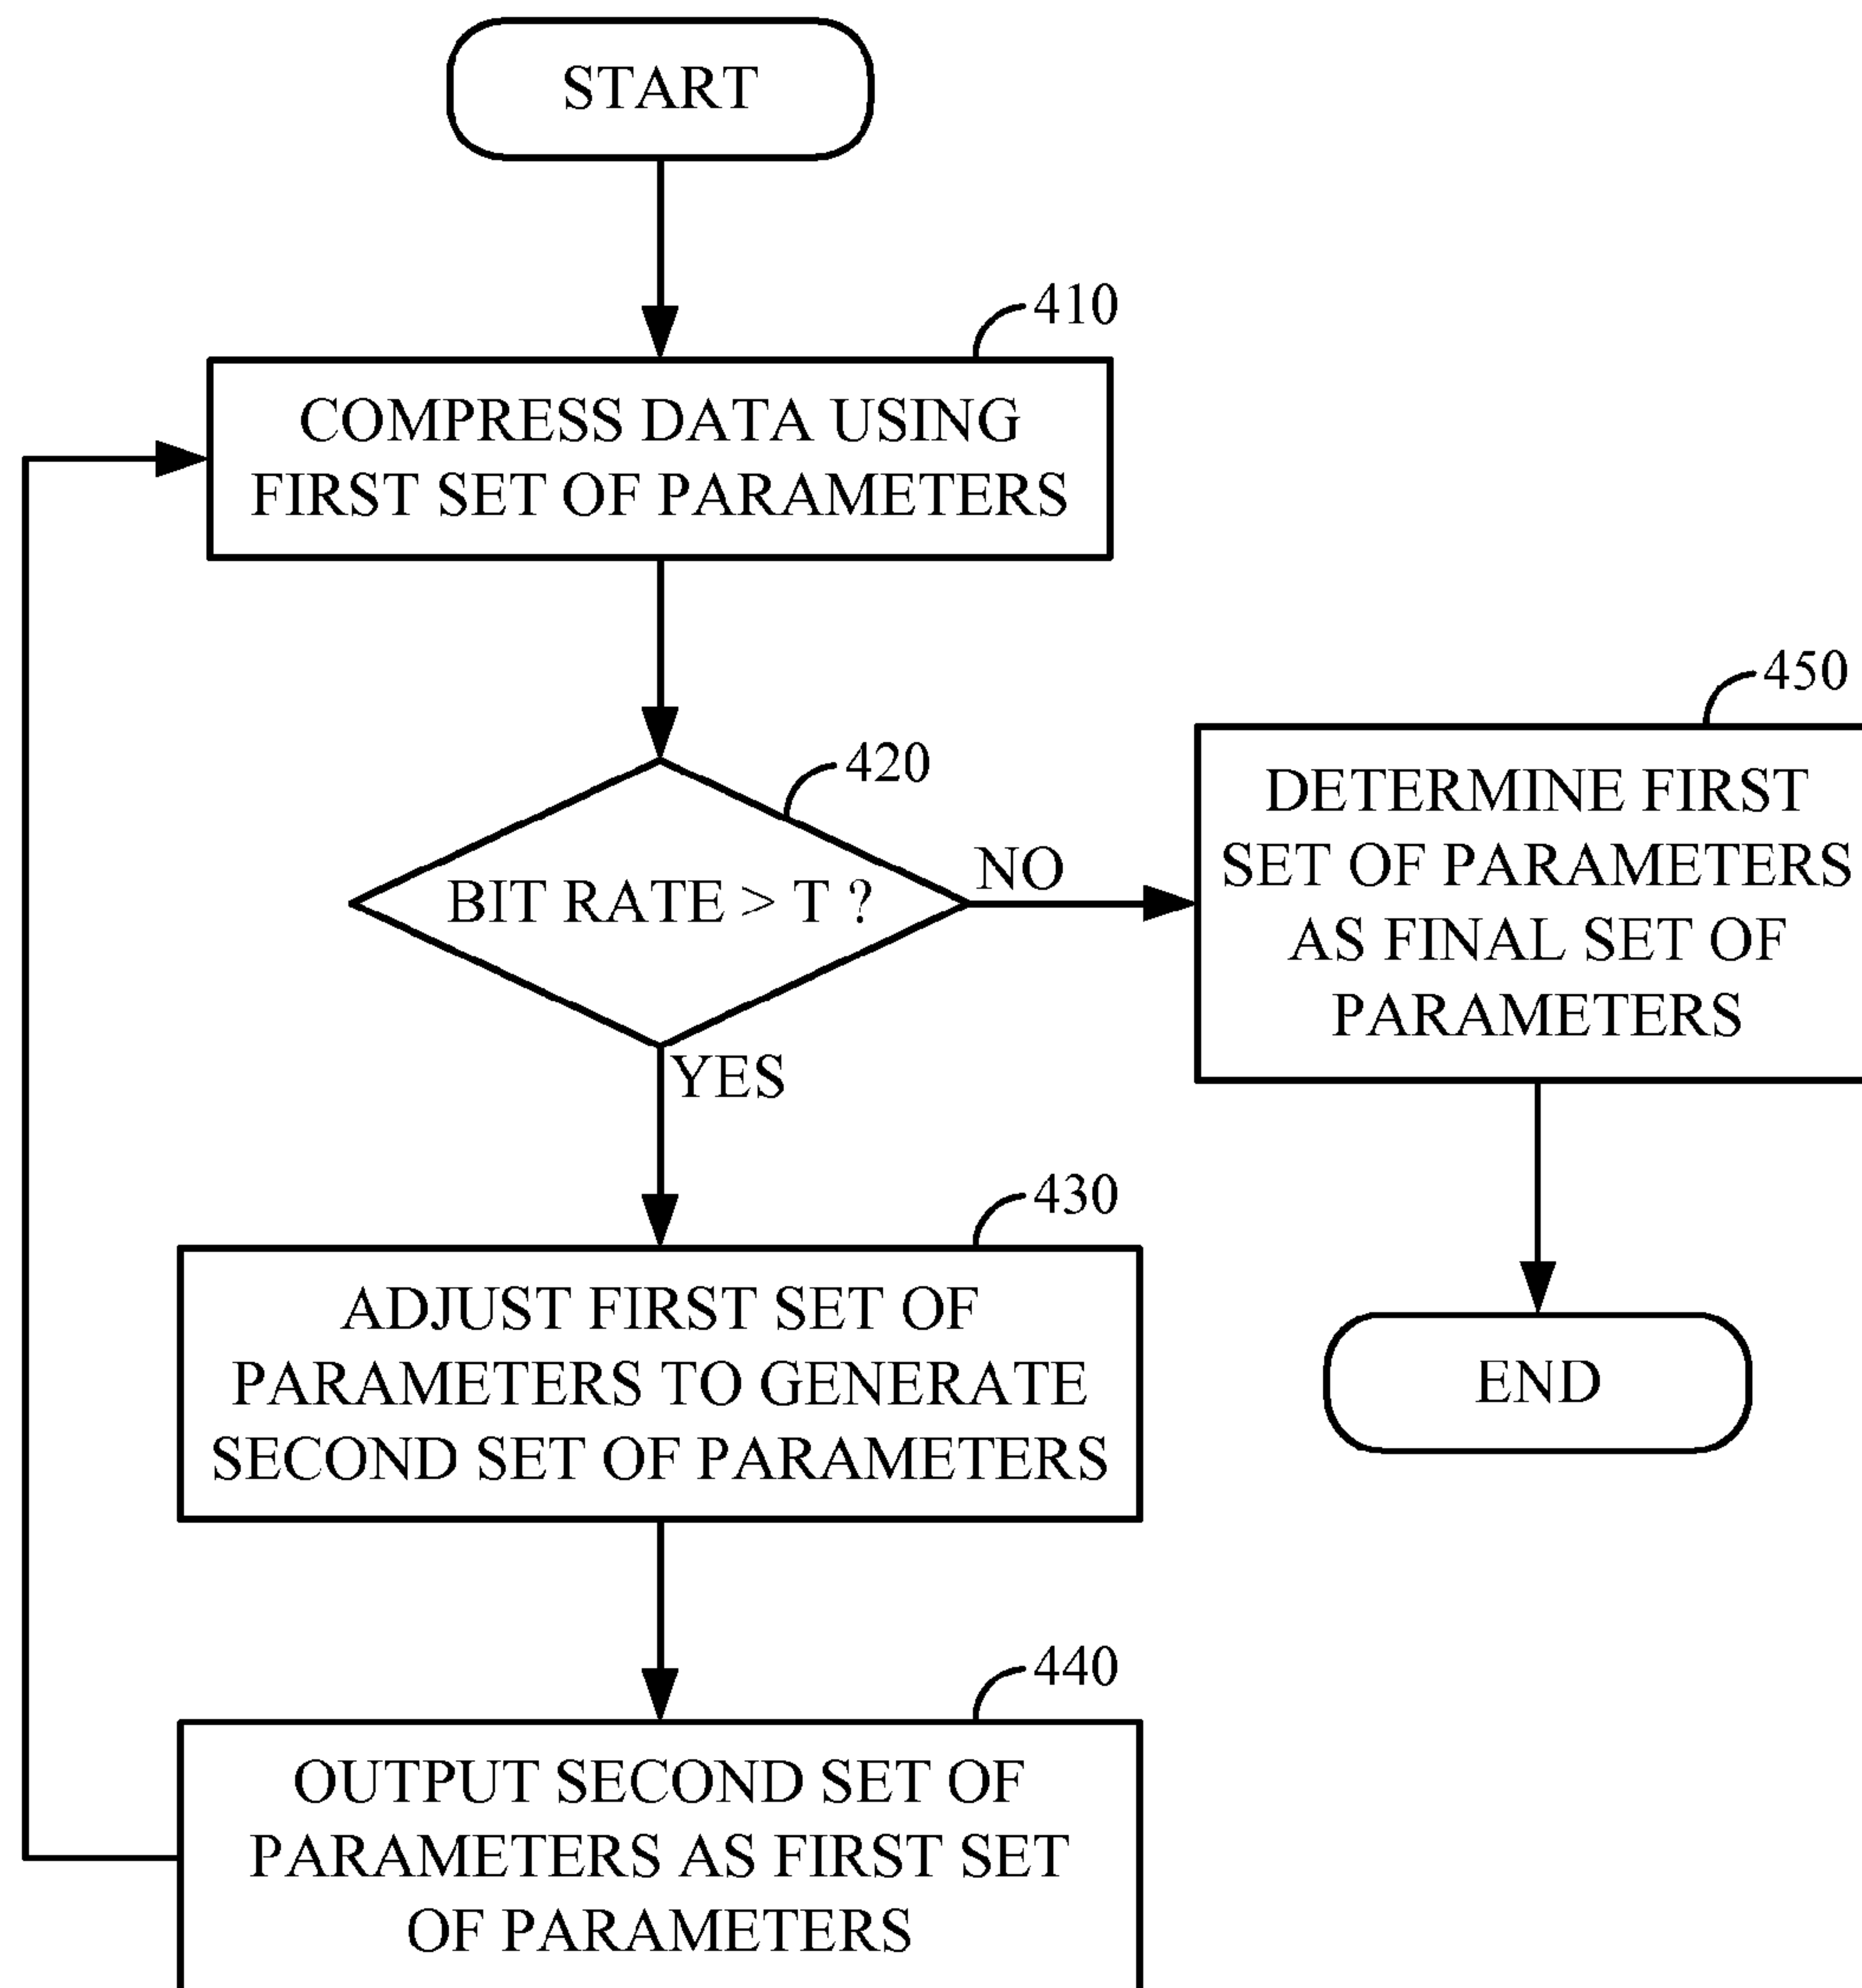 START
410
COMPRESS DATA USING
FIRST SET OF PARAMETERS
420
BIT RATE > T ?
NO
YES
450
DETERMINE FIRST
SET OF PARAMETERS
AS FINAL SET OF
PARAMETERS
430
ADJUST FIRST SET OF
PARAMETERS TO GENERATE
SECOND SET OF PARAMETERS
END
440
OUTPUT SECOND SET OF
PARAMETERS AS FIRST SET
OF PARAMETERS